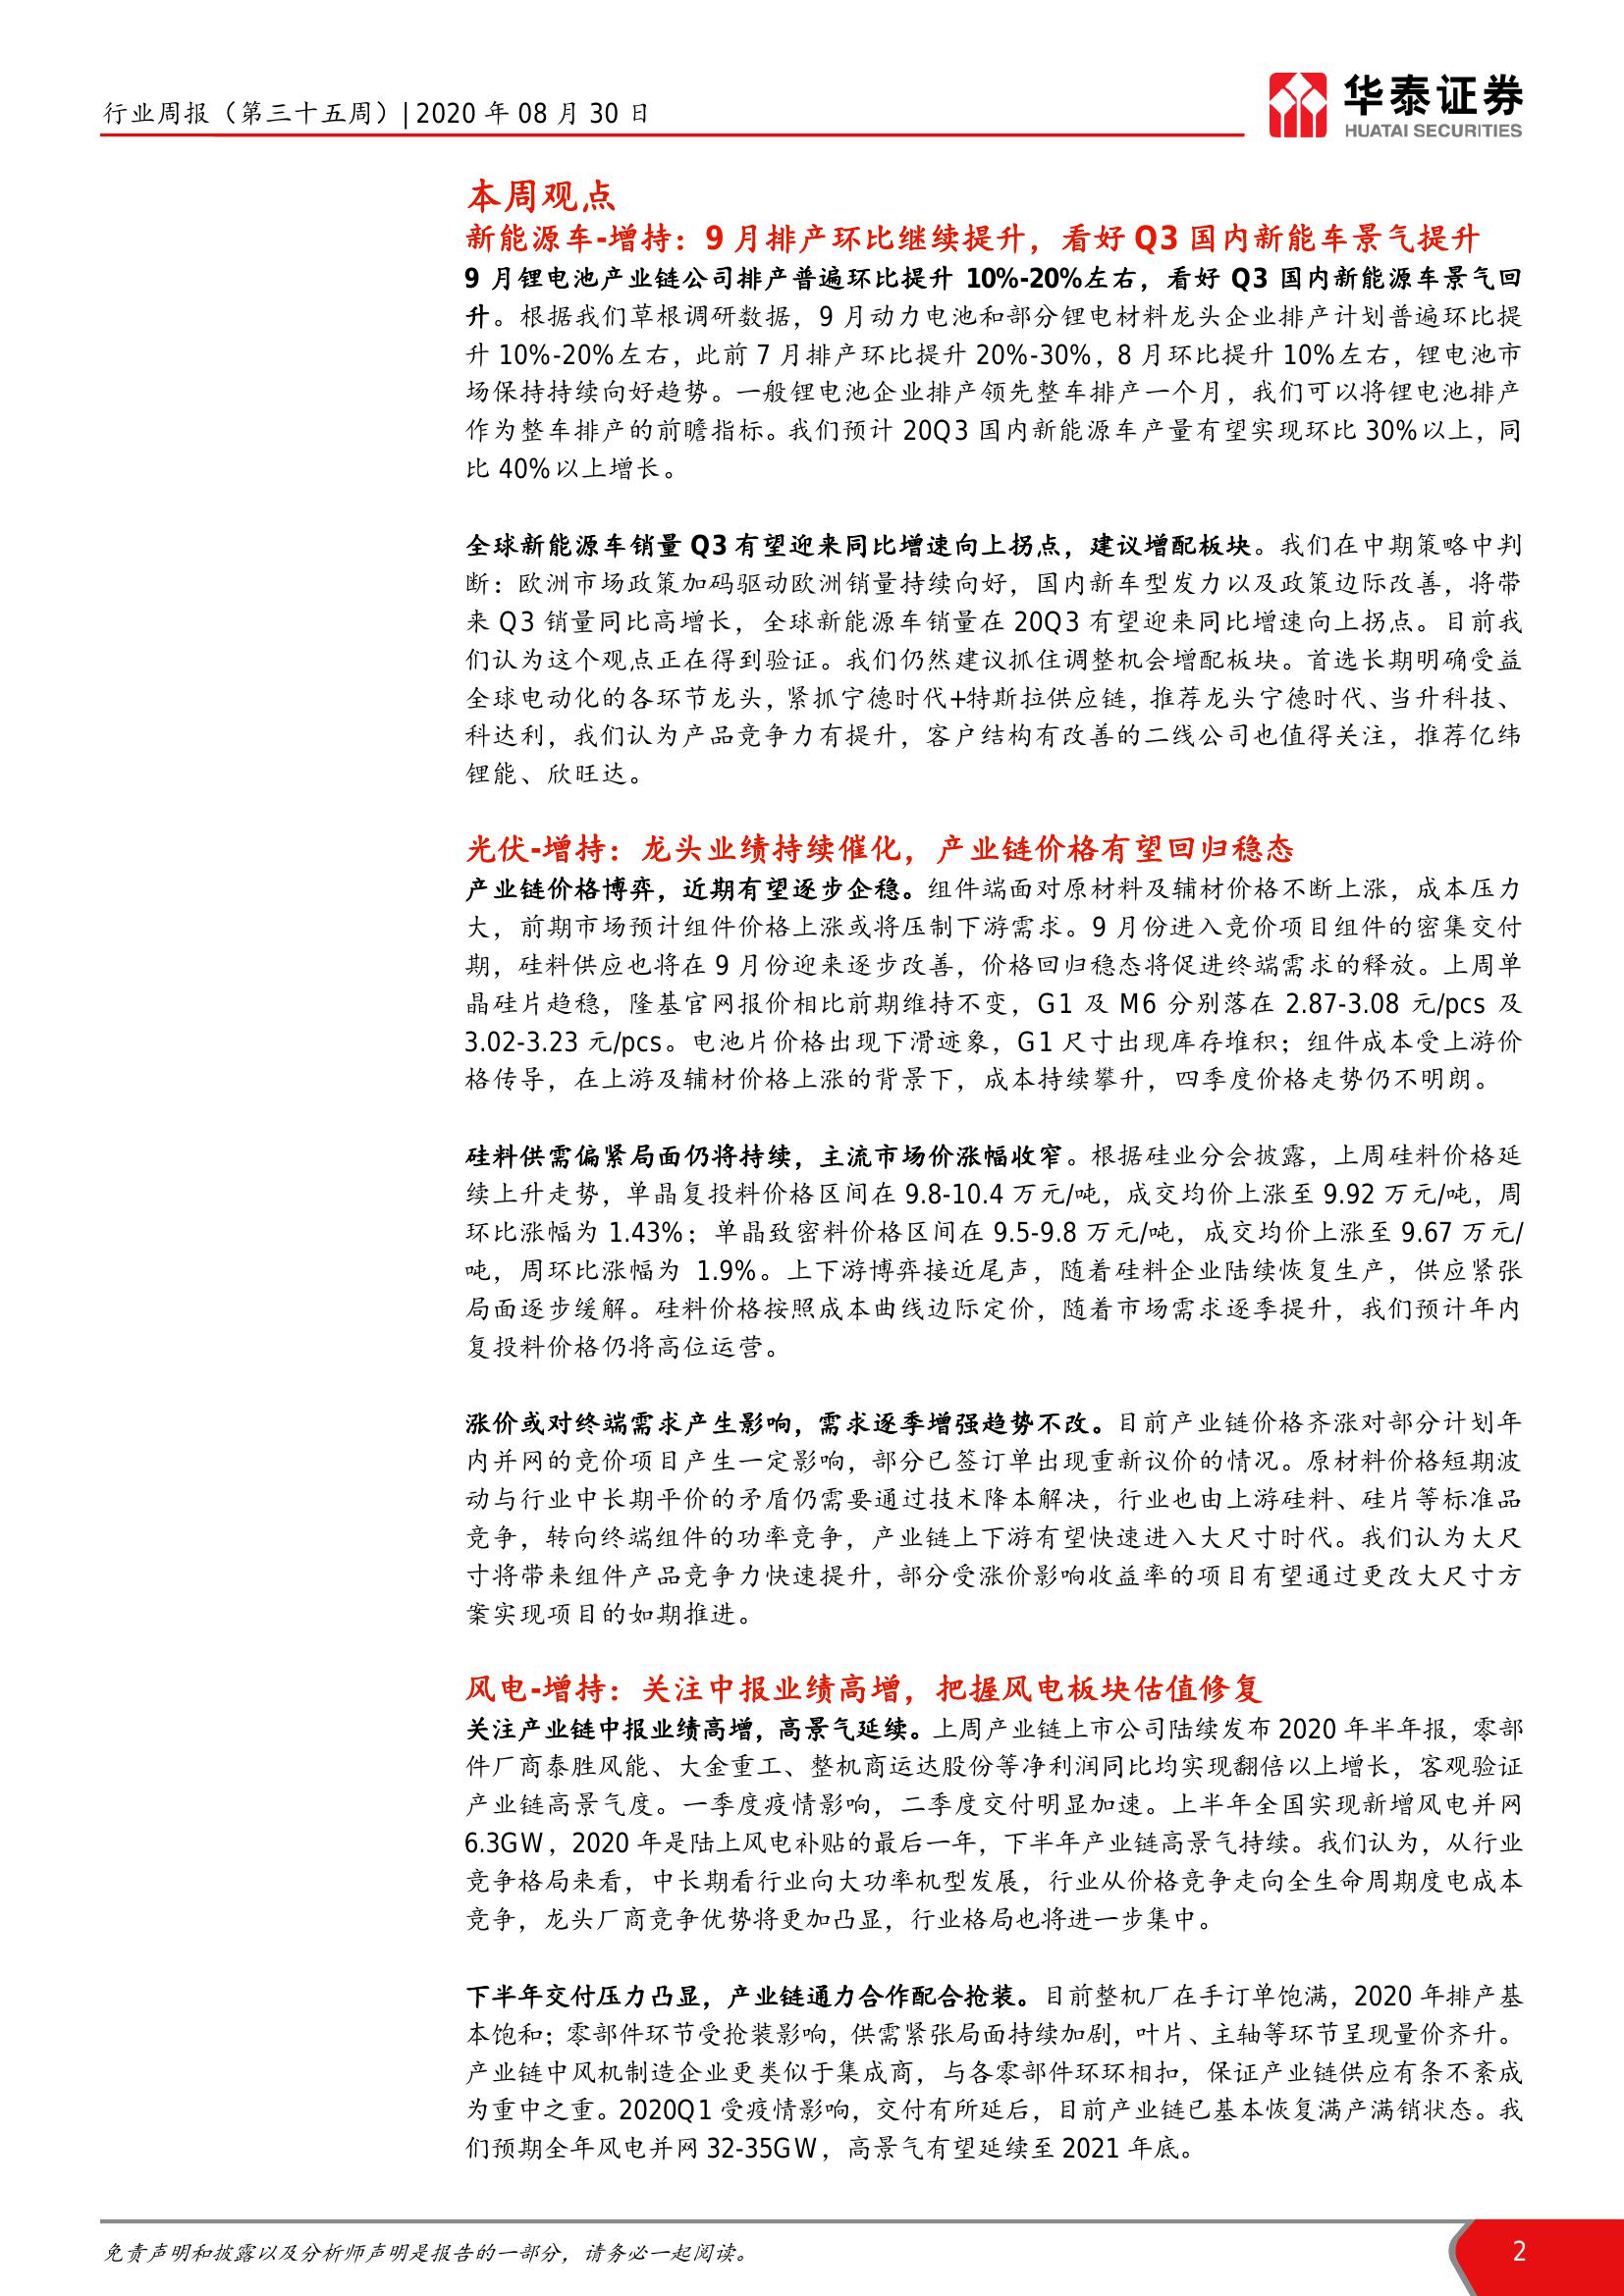 行业周报（第三十五周）| 2020 年 08 月 30 日
华泰证券
HUATAI SECURITIES
本周观点
新能源车-增持：9 月排产环比继续提升，看好 Q3 国内新能车景气提升
9 月锂电池产业链公司排产普遍环比提升 10%-20%左右，看好 Q3 国内新能源车景气回
升。根据我们草根调研数据，9 月动力电池和部分锂电材料龙头企业排产计划普遍环比提
升 10%-20%左右，此前 7 月排产环比提升 20%-30%，8 月环比提升 10%左右，锂电池市
场保持持续向好趋势。一般锂电池企业排产领先整车排产一个月，我们可以将锂电池排产
作为整车排产的前瞻指标。我们预计 20Q3 国内新能源车产量有望实现环比 30%以上，同
比 40%以上增长。
全球新能源车销量 Q3 有望迎来同比增速向上拐点，建议增配板块。我们在中期策略中判
断：欧洲市场政策加码驱动欧洲销量持续向好，国内新车型发力以及政策边际改善，将带
来 Q3 销量同比高增长，全球新能源车销量在 20Q3 有望迎来同比增速向上拐点。目前我
们认为这个观点正在得到验证。我们仍然建议抓住调整机会增配板块。首选长期明确受益
全球电动化的各环节龙头，紧抓宁德时代+特斯拉供应链，推荐龙头宁德时代、当升科技、
科达利，我们认为产品竞争力有提升，客户结构有改善的二线公司也值得关注，推荐亿纬
锂能、欣旺达。
光伏-增持：龙头业绩持续催化，产业链价格有望回归稳态
产业链价格博弈，近期有望逐步企稳。组件端面对原材料及辅材价格不断上涨，成本压力
大，前期市场预计组件价格上涨或将压制下游需求。9 月份进入竞价项目组件的密集交付
期，硅料供应也将在 9 月份迎来逐步改善，价格回归稳态将促进终端需求的释放。上周单
晶硅片趋稳，隆基官网报价相比前期维持不变，G1 及 M6 分别落在 2.87-3.08 元/pcs 及
3.02-3.23 元/pcs。电池片价格出现下滑迹象，G1 尺寸出现库存堆积；组件成本受上游价
格传导，在上游及辅材价格上涨的背景下，成本持续攀升，四季度价格走势仍不明朗。
硅料供需偏紧局面仍将持续，主流市场价涨幅收窄。根据硅业分会披露，上周硅料价格延
续上升走势，单晶复投料价格区间在 9.8-10.4 万元/吨，成交均价上涨至 9.92 万元/吨，周
环比涨幅为 1.43%；单晶致密料价格区间在 9.5-9.8 万元/吨，成交均价上涨至 9.67 万元/
吨，周环比涨幅为 1.9%。上下游博弈接近尾声，随着硅料企业陆续恢复生产，供应紧张
局面逐步缓解。硅料价格按照成本曲线边际定价，随着市场需求逐季提升，我们预计年内
复投料价格仍将高位运营。
涨价或对终端需求产生影响，需求逐季增强趋势不改。目前产业链价格齐涨对部分计划年
内并网的竞价项目产生一定影响，部分已签订单出现重新议价的情况。原材料价格短期波
动与行业中长期平价的矛盾仍需要通过技术降本解决，行业也由上游硅料、硅片等标准品
竞争，转向终端组件的功率竞争，产业链上下游有望快速进入大尺寸时代。我们认为大尺
寸将带来组件产品竞争力快速提升，部分受涨价影响收益率的项目有望通过更改大尺寸方
案实现项目的如期推进。
风电-增持：关注中报业绩高增，把握风电板块估值修复
关注产业链中报业绩高增，高景气延续。上周产业链上市公司陆续发布 2020 年半年报，零部
件厂商泰胜风能、大金重工、整机商运达股份等净利润同比均实现翻倍以上增长，客观验证
产业链高景气度。一季度疫情影响，二季度交付明显加速。上半年全国实现新增风电并网
6.3GW，2020 年是陆上风电补贴的最后一年，下半年产业链高景气持续。我们认为，从行业
竞争格局来看，中长期看行业向大功率机型发展，行业从价格竞争走向全生命周期度电成本
竞争，龙头厂商竞争优势将更加凸显，行业格局也将进一步集中。
下半年交付压力凸显，产业链通力合作配合抢装。目前整机厂在手订单饱满，2020 年排产基
本饱和；零部件环节受抢装影响，供需紧张局面持续加剧，叶片、主轴等环节呈现量价齐升。
产业链中风机制造企业更类似于集成商，与各零部件环环相扣，保证产业链供应有条不紊成
为重中之重。2020Q1 受疫情影响，交付有所延后，目前产业链已基本恢复满产满销状态。我
们预期全年风电并网 32-35GW，高景气有望延续至 2021 年底。
免责声明和披露以及分析师声明是报告的一部分，请务必一起阅读。
2